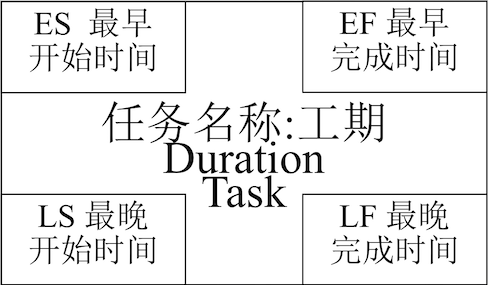 ES 最早
开始时间
EF 最早
完成时间
任务名称:工期
Duration
Task
LS 最晚
开始时间
LF 最晚
完成时间